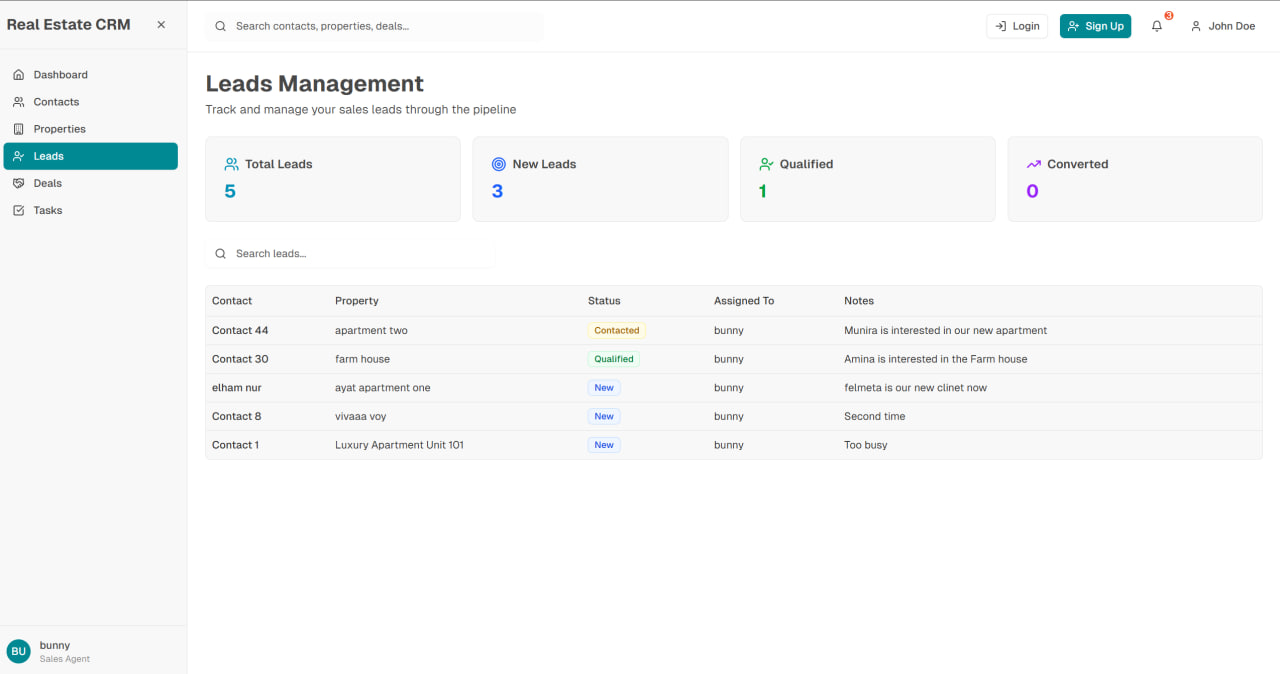 Real Estate CRM
Search contacts, properties, deals...
Login
Sign Up
3
John Doe
Dashboard
Contacts
Properties
Leads
Deals
Tasks
Leads Management
Track and manage your sales leads through the pipeline
Total Leads
5
New Leads
3
Qualified
1
Converted
0
Search leads...
Contact Property Status Assigned To Notes
Contact 44 apartment two Contacted bunny Munira is interested in our new apartment
Contact 30 farm house Qualified bunny Amina is interested in the Farm house
elham nur ayat apartment one New bunny felmeta is our new clinet now
Contact 8 vivaaa voy New bunny Second time
Contact 1 Luxury Apartment Unit 101 New bunny Too busy
BU
bunny
Sales Agent